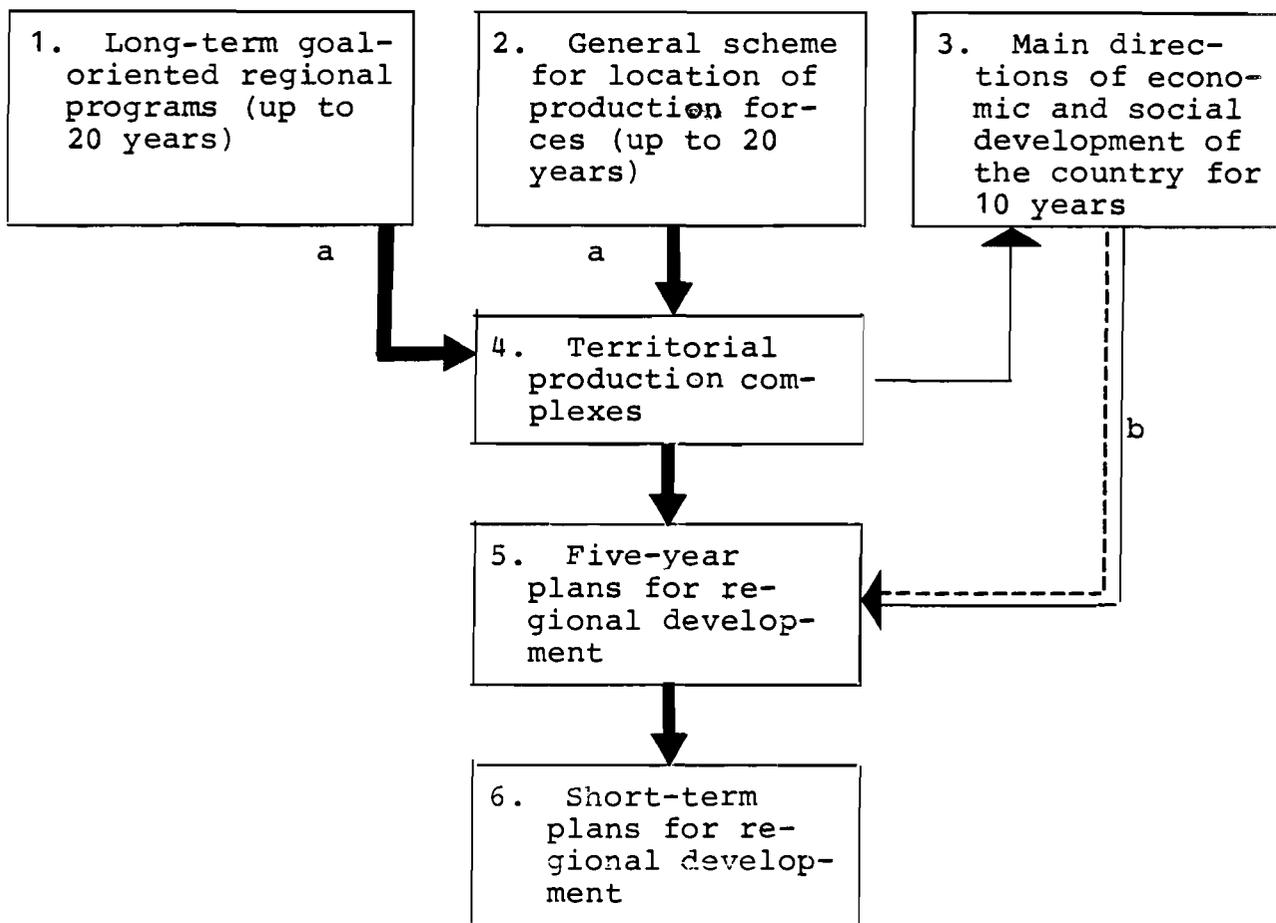 1. Long-term goal-
oriented regional
programs (up to
20 years)
2. General scheme
for location of
production for-
ces (up to 20
years)
3. Main direc-
tions of econo-
mic and social
development of
the country for
10 years
a
a
4. Territorial
production com-
plexes
b
5. Five-year
plans for re-
gional develop-
ment
6. Short-term
plans for re-
gional develop-
ment